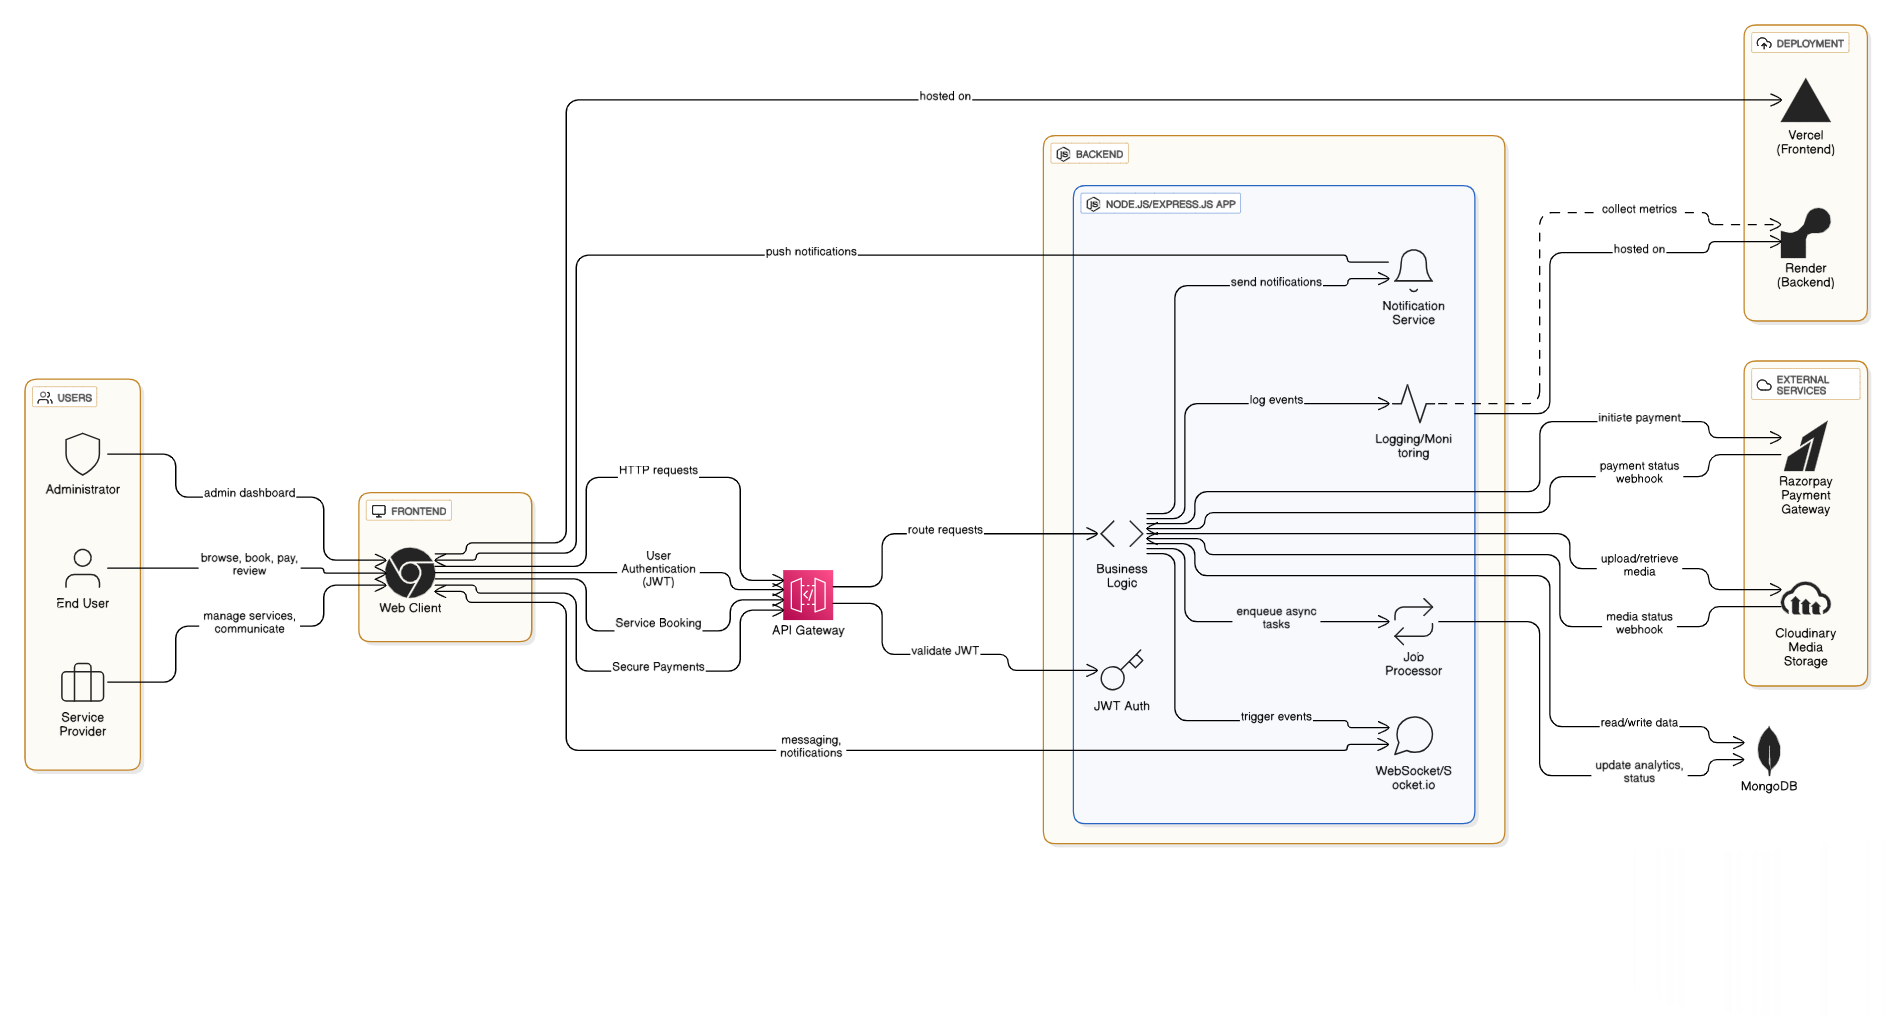 DEPLOYMENT
hosted on
Vercel
(Frontend)
BACKEND
JS
NODE.JS/EXPRESS.JS APP
JS
collect metrics
push notifications
hosted on
Render
(Backend)
send notifications
Notification
Service
USERS
EXTERNAL
SERVICES
log events
initiate payment
Logging/Moni
toring
HTTP requests
payment status
webhook
Razorpay
Payment
Gateway
Administrator
admin dashboard
FRONTEND
route requests
browse, book, pay,
review
User
Authentication
(JWT)
Business
Logic
upload/retrieve
media
End User
Web Client
manage services,
communicate
Service Booking
API Gateway
enqueue async
tasks
media status
webhook
Cloudinary
Media
Storage
validate JWT
Job
Processor
Secure Payments
JWT Auth
Service
Provider
trigger events
read/write data
messaging,
notifications
WebSocket/S
ocket.io
update analytics,
status
MongoDB